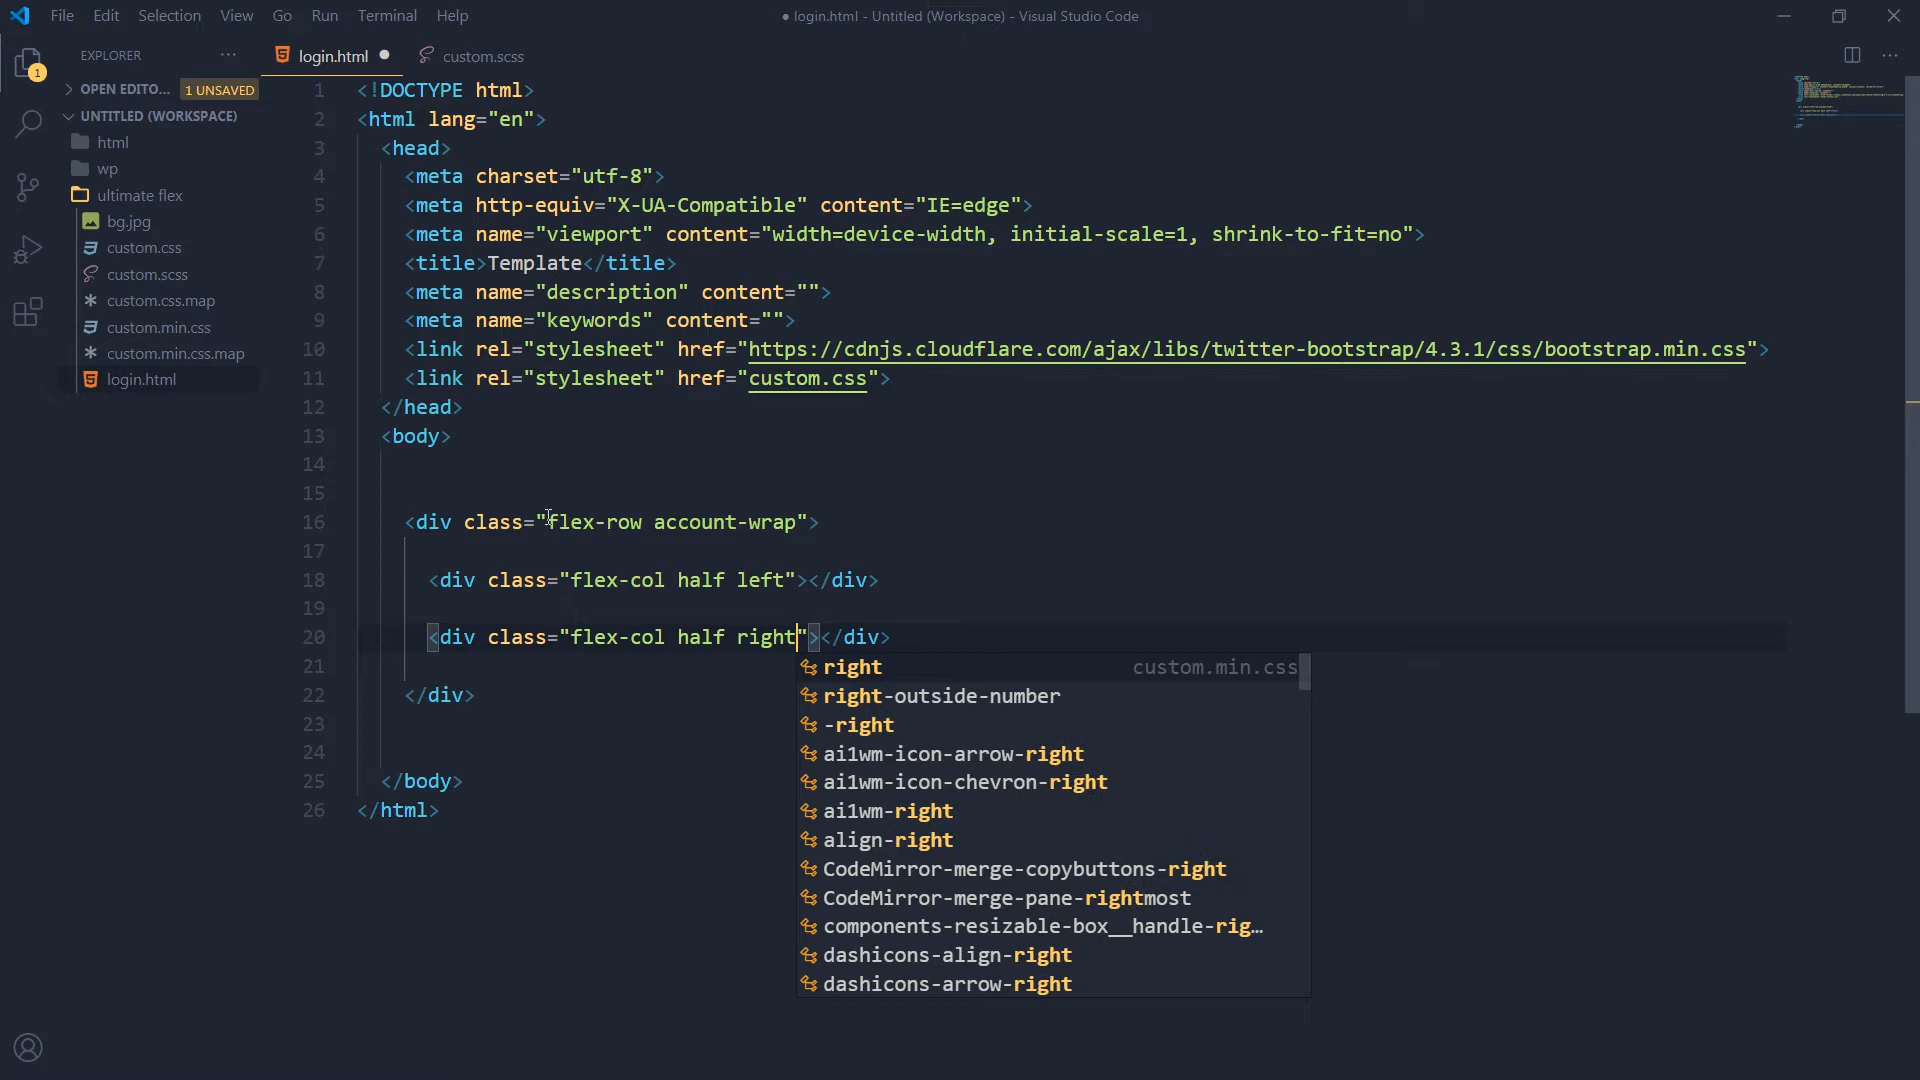 File Edit Selection View Go Run Terminal Help
● login.html - Untitled (Workspace) - Visual Studio Code
EXPLORER
OPEN EDITO... 1 UNSAVED
UNTITLED (WORKSPACE)
html
wp
ultimate flex
bg.jpg
custom.css
custom.scss
custom.css.map
custom.min.css
custom.min.css.map
login.html
1
login.html ● custom.scss
1 <!DOCTYPE html>
2 <html lang="en">
3 <head>
4 <meta charset="utf-8">
5 <meta http-equiv="X-UA-Compatible" content="IE=edge">
6 <meta name="viewport" content="width=device-width, initial-scale=1, shrink-to-fit=no">
7 <title>Template</title>
8 <meta name="description" content="">
9 <meta name="keywords" content="">
10 <link rel="stylesheet" href="https://cdnjs.cloudflare.com/ajax/libs/twitter-bootstrap/4.3.1/css/bootstrap.min.css">
11 <link rel="stylesheet" href="custom.css">
12 </head>
13 <body>
14
15
16 <div class="flex-row account-wrap">
17
18 <div class="flex-col half left"></div>
19
20 <div class="flex-col half right"></div>
21
22 </div>
23
24
25 </body>
26 </html>
right custom.min.css
right-outside-number
-right
ai1wm-icon-arrow-right
ai1wm-icon-chevron-right
ai1wm-right
align-right
CodeMirror-merge-copybuttons-right
CodeMirror-merge-pane-rightmost
components-resizable-box__handle-rig…
dashicons-align-right
dashicons-arrow-right